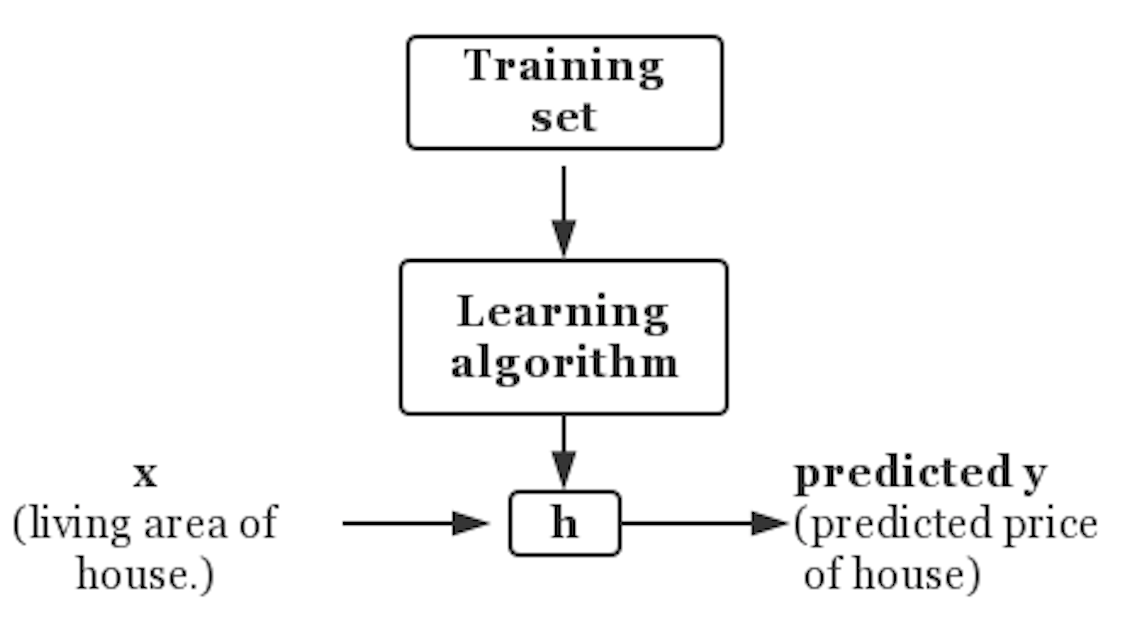 Training
set
Learning
algorithm
x
(living area of
house.)
h
predicted y
(predicted price
of house)